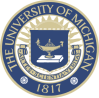 THE UNIVERSITY OF MICHIGAN
1817